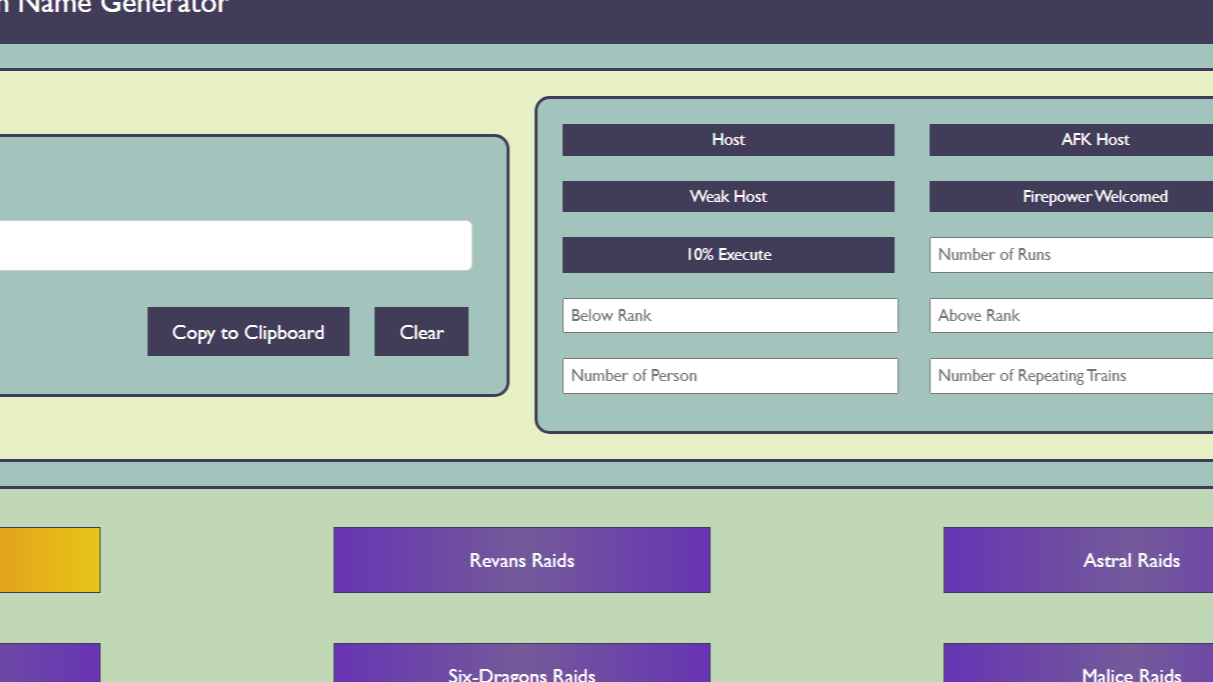 Name Generator
Host
AFK Host
Weak Host
Firepower Welcomed
10% Execute
Number of Runs
Below Rank
Above Rank
Copy to Clipboard
Clear
Number of Person
Number of Repeating Trains
Revans Raids
Astral Raids
Six-Dragons Raids
Malice Raids